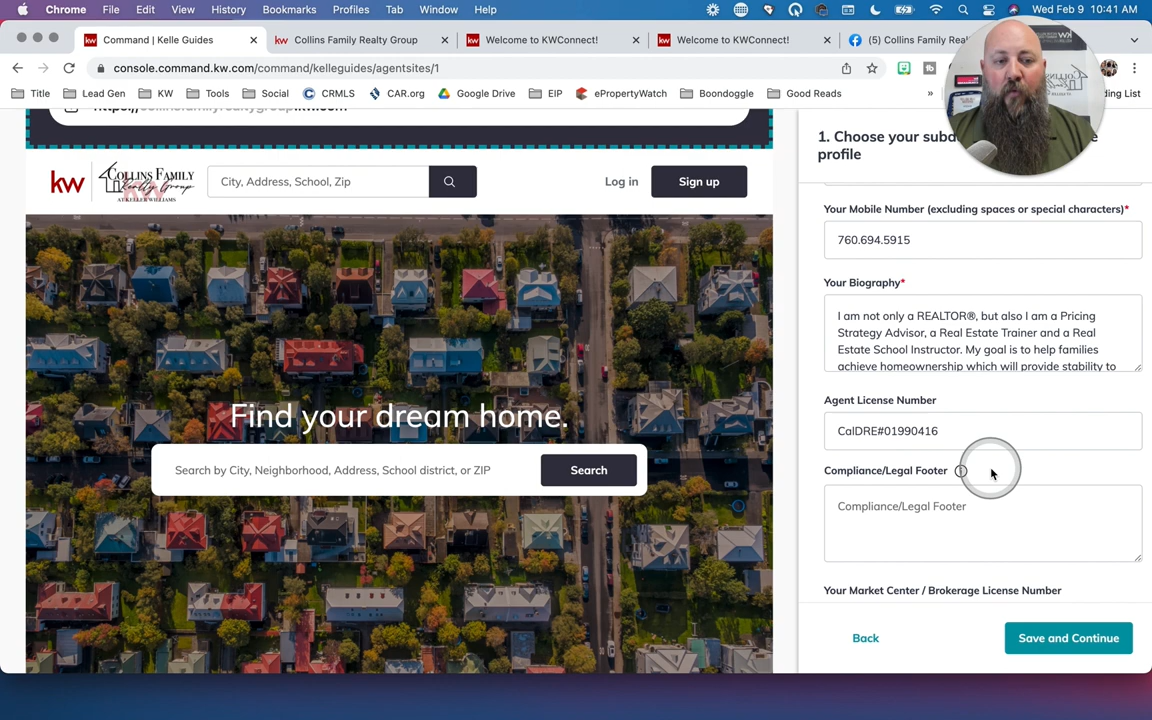 Chrome File Edit View History Bookmarks Profiles Tab Window Help Wed Feb 9 10:41 AM
Command | Kelle Guides
Collins Family Realty Group
Welcome to KWConnect!
Welcome to KWConnect!
(5) Collins Family Rea
console.command.kw.com/command/kelleguides/agentsites/1
Title Lead Gen KW Tools Social CRMLS CAR.org Google Drive EIP ePropertyWatch Boondoggle Good Reads » ding List
kw COLLINS FAMILY
Realty Group
AT KELLER WILLIAMS
City, Address, School, Zip
Log in
Sign up
Find your dream home.
Search by City, Neighborhood, Address, School district, or ZIP
Search
1. Choose your subd
profile
Your Mobile Number (excluding spaces or special characters)*
760.694.5915
Your Biography*
I am not only a REALTOR®, but also I am a Pricing
Strategy Advisor, a Real Estate Trainer and a Real
Estate School Instructor. My goal is to help families
achieve homeownership which will provide stability to
Agent License Number
CalDRE#01990416
Compliance/Legal Footer
Compliance/Legal Footer
Your Market Center / Brokerage License Number
Back
Save and Continue